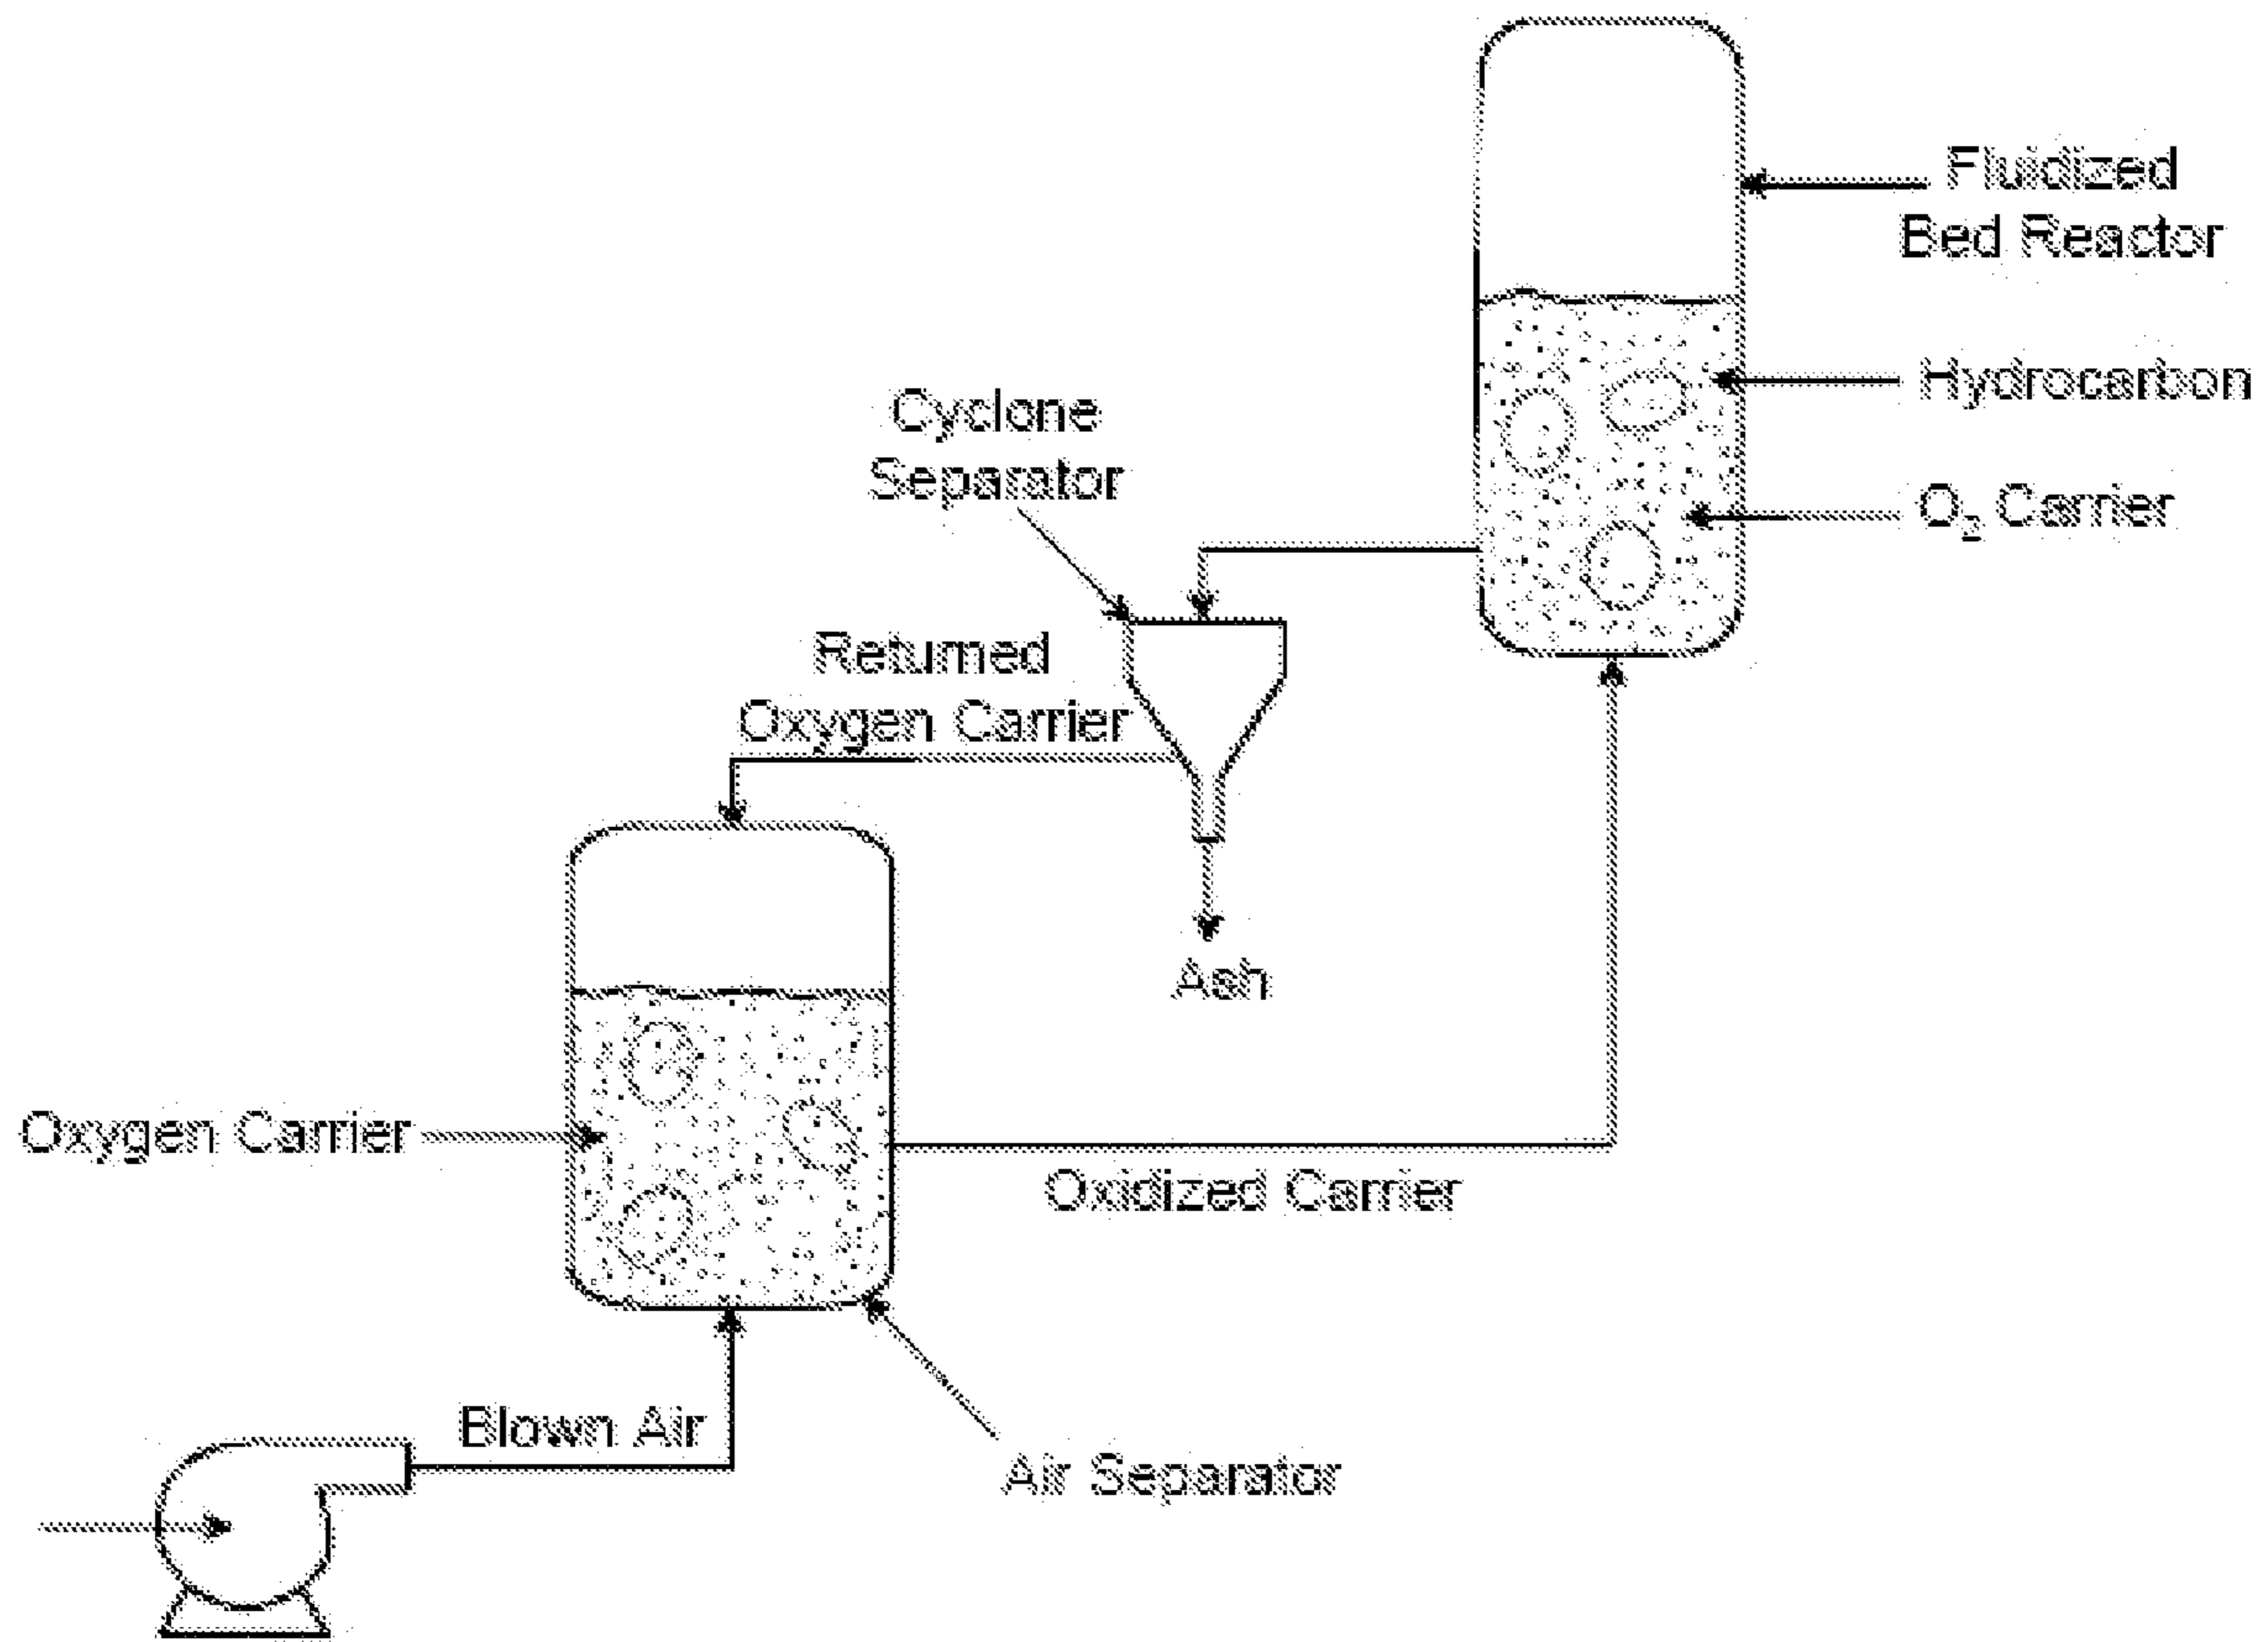 Fluidized
Bed Reactor
Hydrocarbon
Cyclone
Separator
O₂ Carrier
Returned
Oxygen Carrier
Ash
Oxygen Carrier
Oxidized Carrier
Blown Air
Air Separator